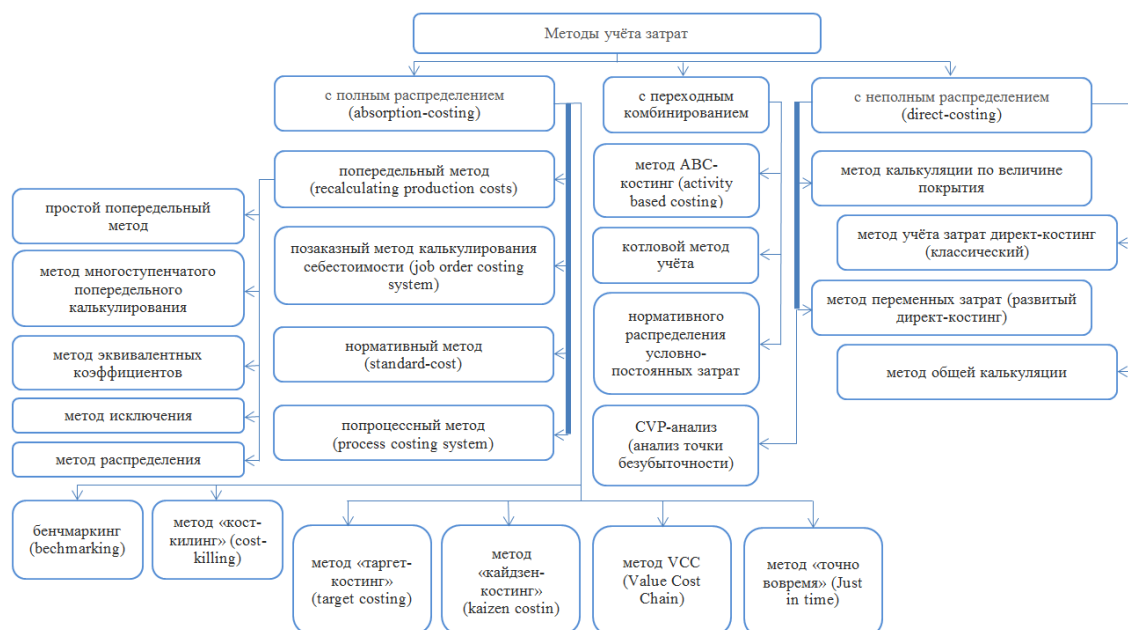 Методы учёта затрат
с полным распределением
(absorption-costing)
с переходным
комбинированием
с неполным распределением
(direct-costing)
попередельный метод
(recalculating production costs)
метод ABC-
костинг (activity
based costing)
метод калькуляции по величине
покрытия
простой попередельный
метод
позаказный метод калькулирования
себестоимости (job order costing
system)
котловой метод
учёта
метод учёта затрат директ-костинг
(классический)
метод многоступенчатого
попередельного
калькулирования
метод переменных затрат (развитый
директ-костинг)
нормативного
распределения
условно-
постоянных затрат
метод эквивалентных
коэффициентов
нормативный метод
(standard-cost)
метод общей калькуляции
метод исключения
попроцессный метод
(process costing system)
CVP-анализ
(анализ точки
безубыточности)
метод распределения
бенчмаркинг
(bechmarking)
метод «кост-
килинг» (cost-
killing)
метод «таргет-
костинг»
(target costing)
метод
«кайдзен-
костинг»
(kaizen costin)
метод VCC
(Value Cost
Chain)
метод «точно
вовремя» (Just
in time)